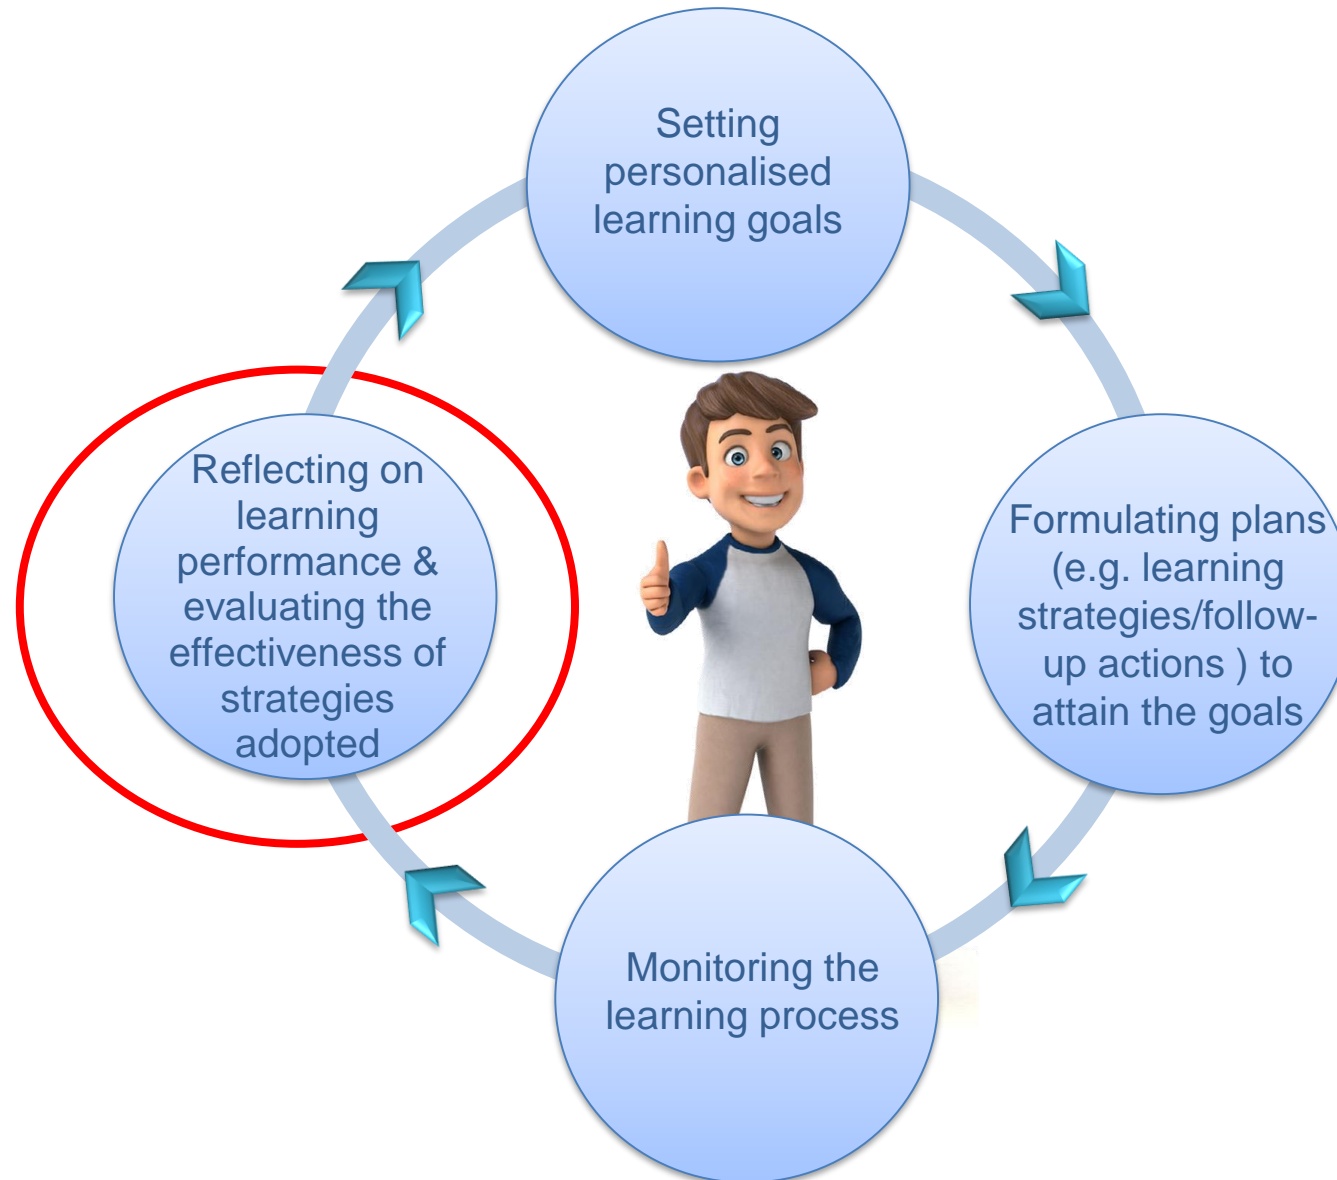 Setting
personalised
learning goals
Formulating plans
(e.g. learning
strategies/follow-
up actions ) to
attain the goals
Monitoring the
learning process
Reflecting on
learning
performance &
evaluating the
effectiveness of
strategies
adopted